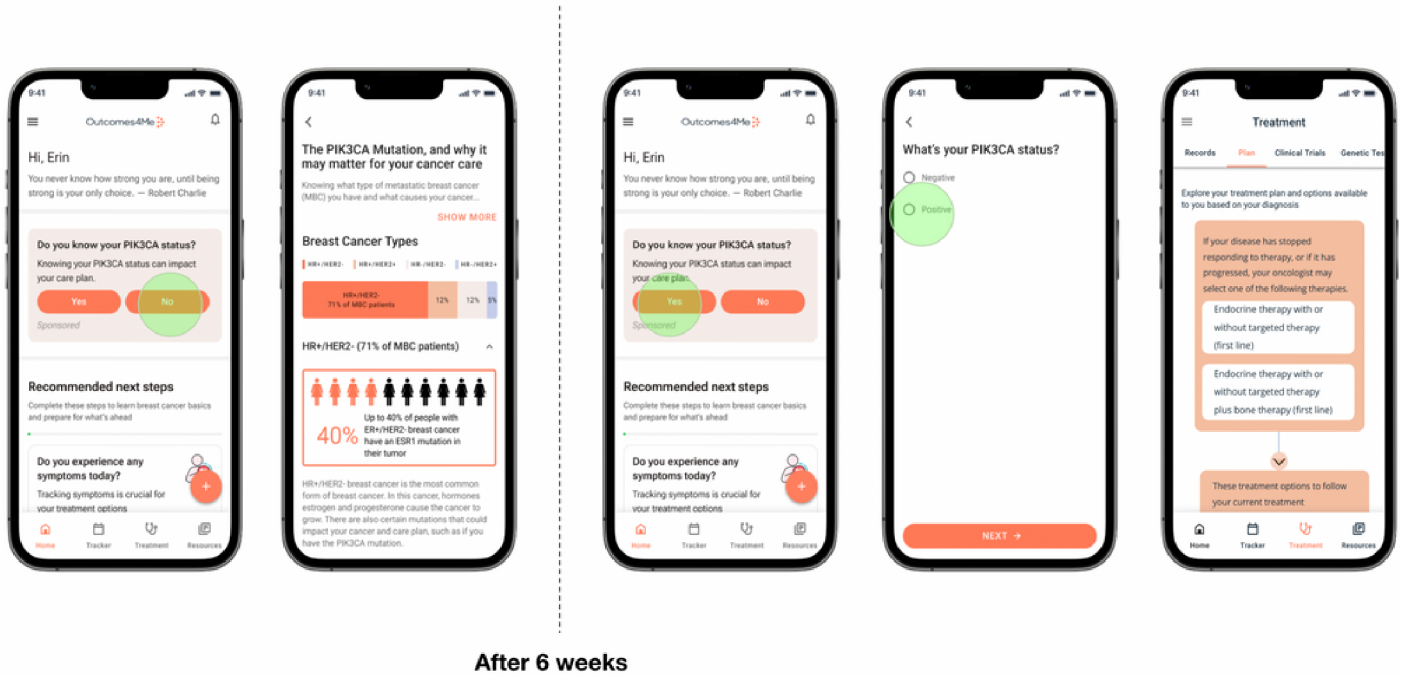 9:41
Outcomes4Me
Hi, Erin
You never know how strong you are, until being
strong is your only choice. — Robert Charlie
Do you know your PIK3CA status?
Knowing your PIK3CA status can impact
your care plan.
Yes
No
Sponsored
Recommended next steps
Complete these steps to learn breast cancer basics
and prepare for what's ahead
Do you experience any
symptoms today?
Tracking symptoms is crucial for
your treatment options
Home
Tracker
Treatment
Resources
9:41
The PIK3CA Mutation, and why it
may matter for your cancer care
Knowing what type of metastatic breast cancer
(MBC) you have and what causes your cancer...
SHOW MORE
Breast Cancer Types
HR+/HER2- HR+/HER2+ HR-/HER2- HR-/HER2+
HR+/HER2-
71% of MBC patients
12%
12%
5%
HR+/HER2- (71% of MBC patients)
40%
Up to 40% of people with
ER+/HER2- breast cancer
have an ESR1 mutation in
their tumor
HR+/HER2- breast cancer is the most common
form of breast cancer. In this cancer, hormones
estrogen and progesterone cause the cancer to
grow. There are also certain mutations that could
impact your cancer and care plan, such as if you
have the PIK3CA mutation.
9:41
Outcomes4Me
Hi, Erin
You never know how strong you are, until being
strong is your only choice. — Robert Charlie
Do you know your PIK3CA status?
Knowing your PIK3CA status can impact
your care plan.
Yes
No
Sponsored
Recommended next steps
Complete these steps to learn breast cancer basics
and prepare for what's ahead
Do you experience any
symptoms today?
Tracking symptoms is crucial for
your treatment options
Home
Tracker
Treatment
Resources
9:41
What's your PIK3CA status?
Negative
Positive
NEXT →
9:41
Treatment
Records Plan Clinical Trials Genetic Tes
Explore your treatment plan and options available
to you based on your diagnosis
If your disease has stopped
responding to therapy, or if it has
progressed, your oncologist may
select one of the following therapies.
Endocrine therapy with or
without targeted therapy
(first line)
Endocrine therapy with or
without targeted therapy
plus bone therapy (first line)
These treatment options to follow
your current treatment
Home
Tracker
Treatment
Resources
After 6 weeks